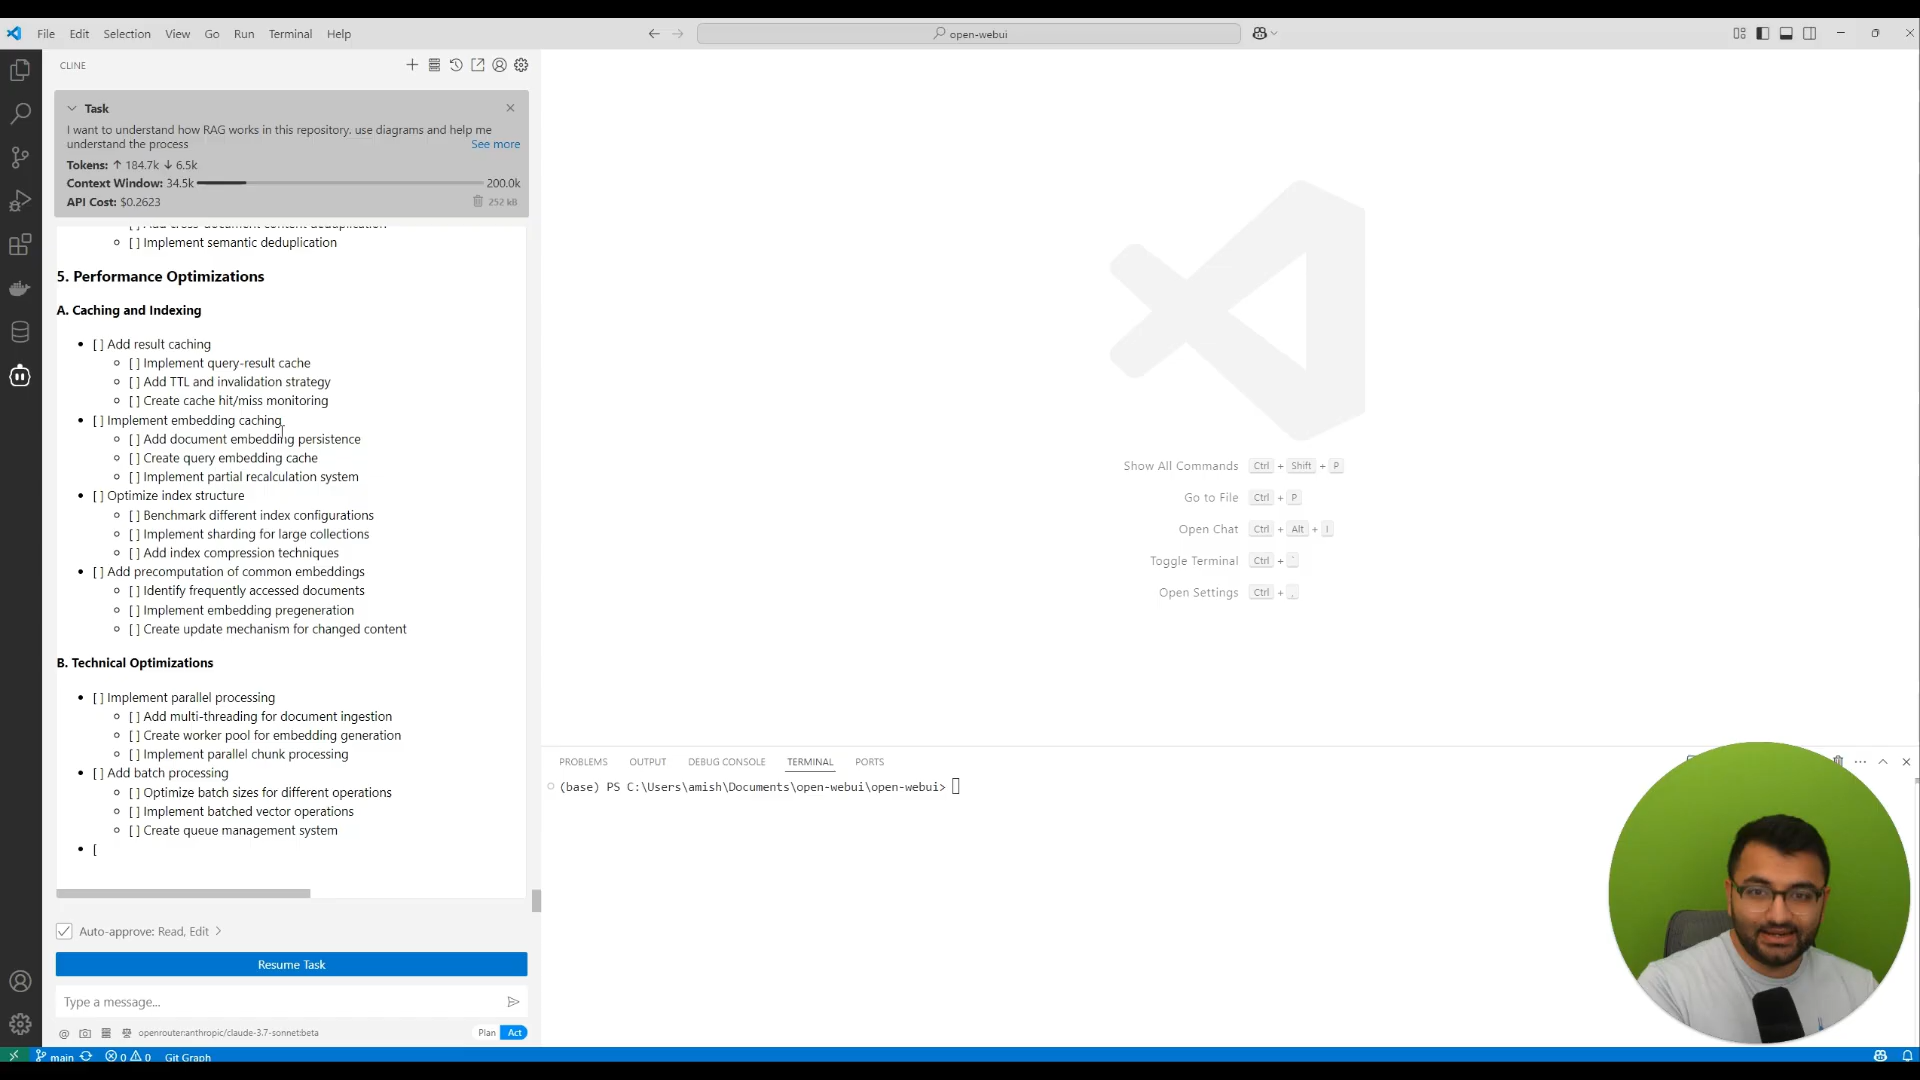 File Edit Selection View Go Run Terminal Help
open-webui
CLINE
Task
I want to understand how RAG works in this repository. use diagrams and help me
understand the process
See more
Tokens: ↑ 184.7k ↓ 6.5k
Context Window: 34.5k 200.0k
API Cost: $0.2623
252 kB
[ ] Add cross-document content deduplication
[ ] Implement semantic deduplication
5. Performance Optimizations
A. Caching and Indexing
[ ] Add result caching
[ ] Implement query-result cache
[ ] Add TTL and invalidation strategy
[ ] Create cache hit/miss monitoring
[ ] Implement embedding caching
[ ] Add document embedding persistence
[ ] Create query embedding cache
[ ] Implement partial recalculation system
[ ] Optimize index structure
[ ] Benchmark different index configurations
[ ] Implement sharding for large collections
[ ] Add index compression techniques
[ ] Add precomputation of common embeddings
[ ] Identify frequently accessed documents
[ ] Implement embedding pregeneration
[ ] Create update mechanism for changed content
B. Technical Optimizations
[ ] Implement parallel processing
[ ] Add multi-threading for document ingestion
[ ] Create worker pool for embedding generation
[ ] Implement parallel chunk processing
[ ] Add batch processing
[ ] Optimize batch sizes for different operations
[ ] Implement batched vector operations
[ ] Create queue management system
[
Auto-approve: Read, Edit >
Resume Task
Type a message...
@ openrouter:anthropic/claude-3.7-sonnet:beta
Plan Act
main 0 0 Git Graph
Show All Commands Ctrl + Shift + P
Go to File Ctrl + P
Open Chat Ctrl + Alt + I
Toggle Terminal Ctrl + `
Open Settings Ctrl + ,
PROBLEMS OUTPUT DEBUG CONSOLE TERMINAL PORTS
(base) PS C:\Users\amish\Documents\open-webui\open-webui>